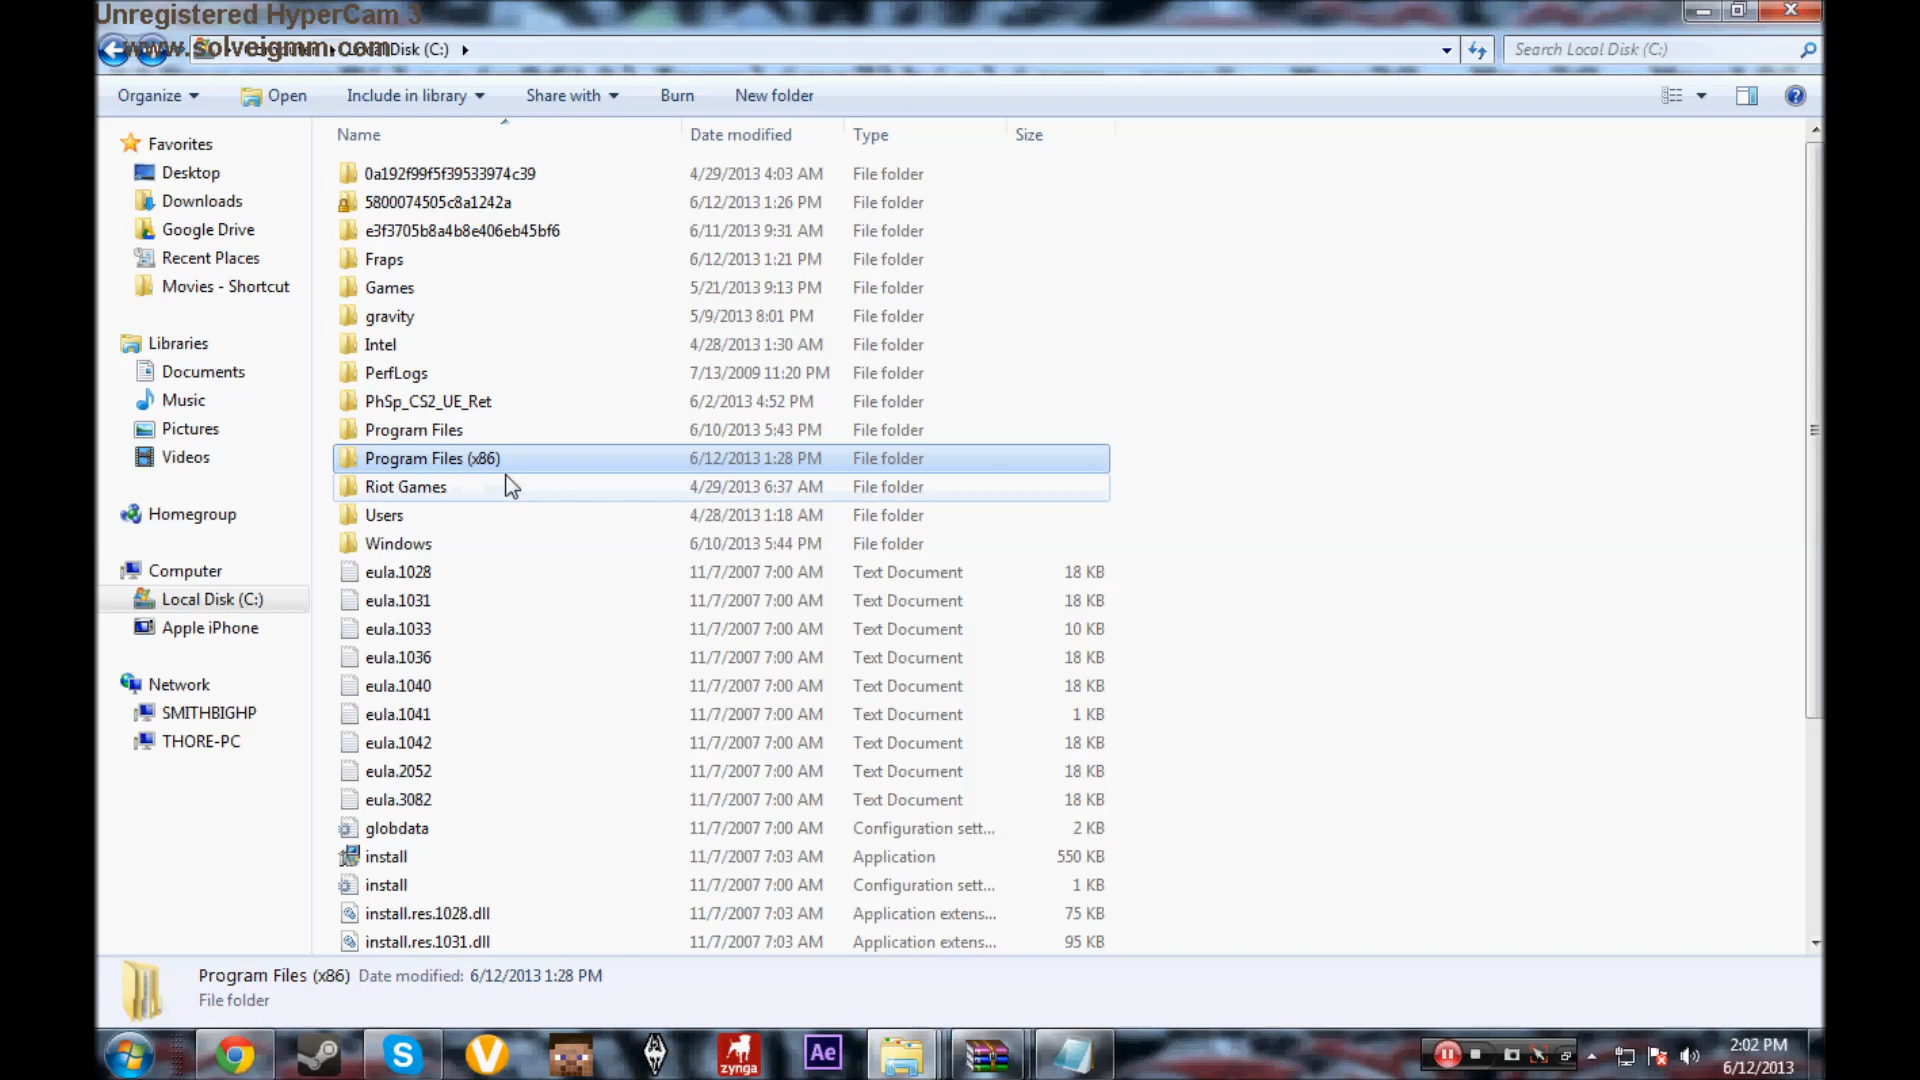 Unregistered HyperCam 3
www.solveigmm.com
Local Disk (C:)
Search Local Disk (C:)
Organize Open Include in library Share with Burn New folder
Name Date modified Type Size
Favorites
Desktop
Downloads
Google Drive
Recent Places
Movies - Shortcut
Libraries
Documents
Music
Pictures
Videos
Homegroup
Computer
Local Disk (C:)
Apple iPhone
Network
SMITHBIGHP
THORE-PC
0a192f99f5f39533974c39 4/29/2013 4:03 AM File folder
5800074505c8a1242a 6/12/2013 1:26 PM File folder
e3f3705b8a4b8e406eb45bf6 6/11/2013 9:31 AM File folder
Fraps 6/12/2013 1:21 PM File folder
Games 5/21/2013 9:13 PM File folder
gravity 5/9/2013 8:01 PM File folder
Intel 4/28/2013 1:30 AM File folder
PerfLogs 7/13/2009 11:20 PM File folder
PhSp_CS2_UE_Ret 6/2/2013 4:52 PM File folder
Program Files 6/10/2013 5:43 PM File folder
Program Files (x86) 6/12/2013 1:28 PM File folder
Riot Games 4/29/2013 6:37 AM File folder
Users 4/28/2013 1:18 AM File folder
Windows 6/10/2013 5:44 PM File folder
eula.1028 11/7/2007 7:00 AM Text Document 18 KB
eula.1031 11/7/2007 7:00 AM Text Document 18 KB
eula.1033 11/7/2007 7:00 AM Text Document 10 KB
eula.1036 11/7/2007 7:00 AM Text Document 18 KB
eula.1040 11/7/2007 7:00 AM Text Document 18 KB
eula.1041 11/7/2007 7:00 AM Text Document 1 KB
eula.1042 11/7/2007 7:00 AM Text Document 18 KB
eula.2052 11/7/2007 7:00 AM Text Document 18 KB
eula.3082 11/7/2007 7:00 AM Text Document 18 KB
globdata 11/7/2007 7:00 AM Configuration sett... 2 KB
install 11/7/2007 7:03 AM Application 550 KB
install 11/7/2007 7:00 AM Configuration sett... 1 KB
install.res.1028.dll 11/7/2007 7:03 AM Application extens... 75 KB
install.res.1031.dll 11/7/2007 7:03 AM Application extens... 95 KB
Program Files (x86) Date modified: 6/12/2013 1:28 PM
File folder
zynga
Ae
2:02 PM
6/12/2013